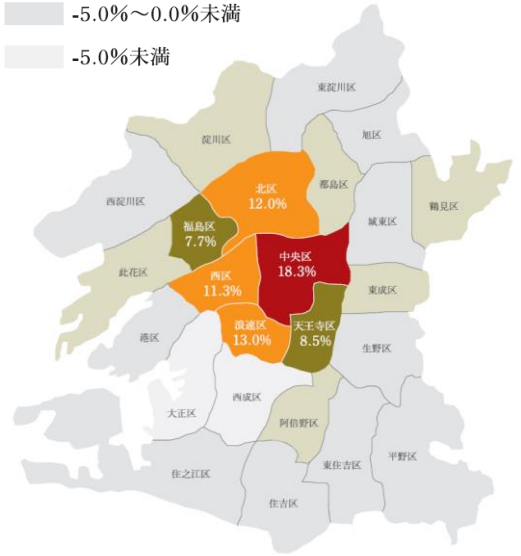 -5.0%〜0.0%未満
-5.0%未満
東淀川区
旭区
淀川区
都島区
鶴見区
北区
12.0%
西淀川区
城東区
福島区
7.7%
中央区
18.3%
此花区
西区
11.3%
東成区
浪速区
13.0%
天王寺区
8.5%
港区
生野区
西成区
大正区
阿倍野区
平野区
東住吉区
住之江区
住吉区